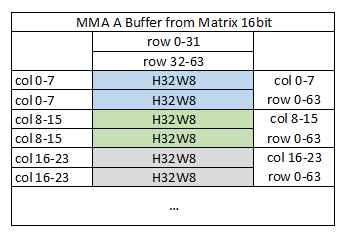 MMA A Buffer from Matrix 16bit
row 0-31
row 32-63
col 0-7 H32W8 col 0-7
col 0-7 H32W8 row 0-63
col 8-15 H32W8 col 8-15
col 8-15 H32W8 row 0-63
col 16-23 H32W8 col 16-23
col 16-23 H32W8 row 0-63
...